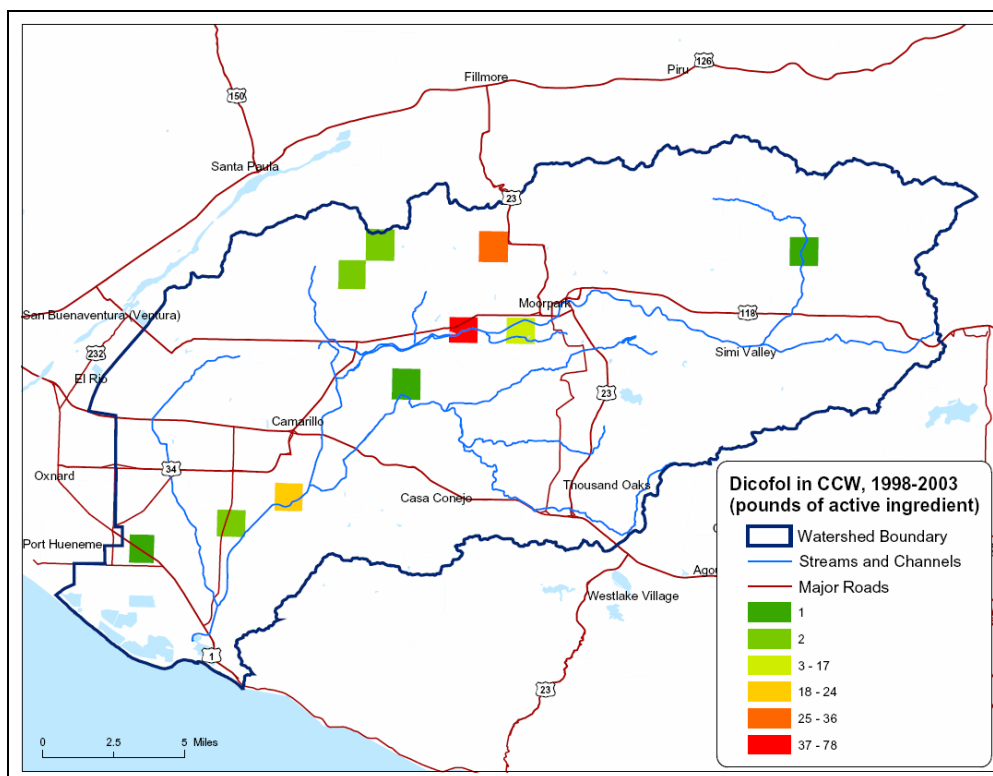 126
Piru
Fillmore
150
Santa Paula
23
Moorpark
San Buenaventura (Ventura)
118
Simi Valley
232
El Rio
23
Camarillo
34
Oxnard
Casa Conejo
Thousand Oaks
Port Hueneme
Westlake Village
1
23
0 2.5 5 Miles
Dicofol in CCW, 1998-2003
(pounds of active ingredient)
Watershed Boundary
Streams and Channels
Major Roads
1
2
3 - 17
18 - 24
25 - 36
37 - 78